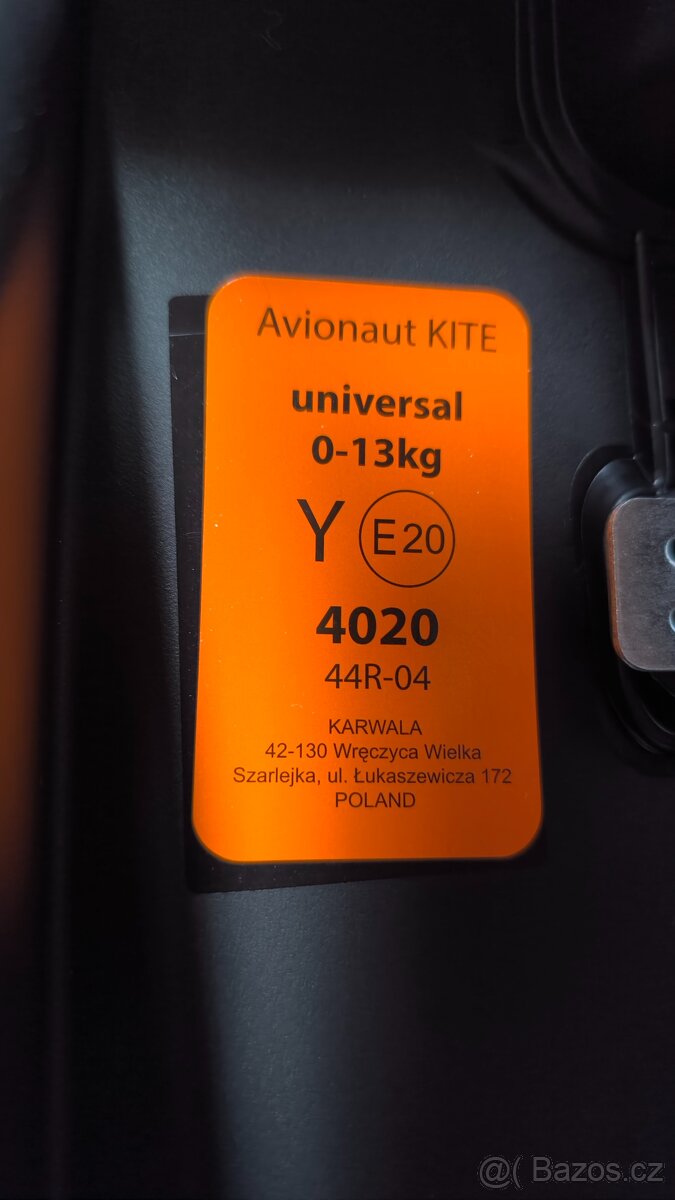 Avionaut KITE
universal
0-13kg
Y E20
4020
44R-04
KARWALA
42-130 Wręczyca Wielka
Szarlejka, ul. Łukaszewicza 172
POLAND
@( Bazos.cz